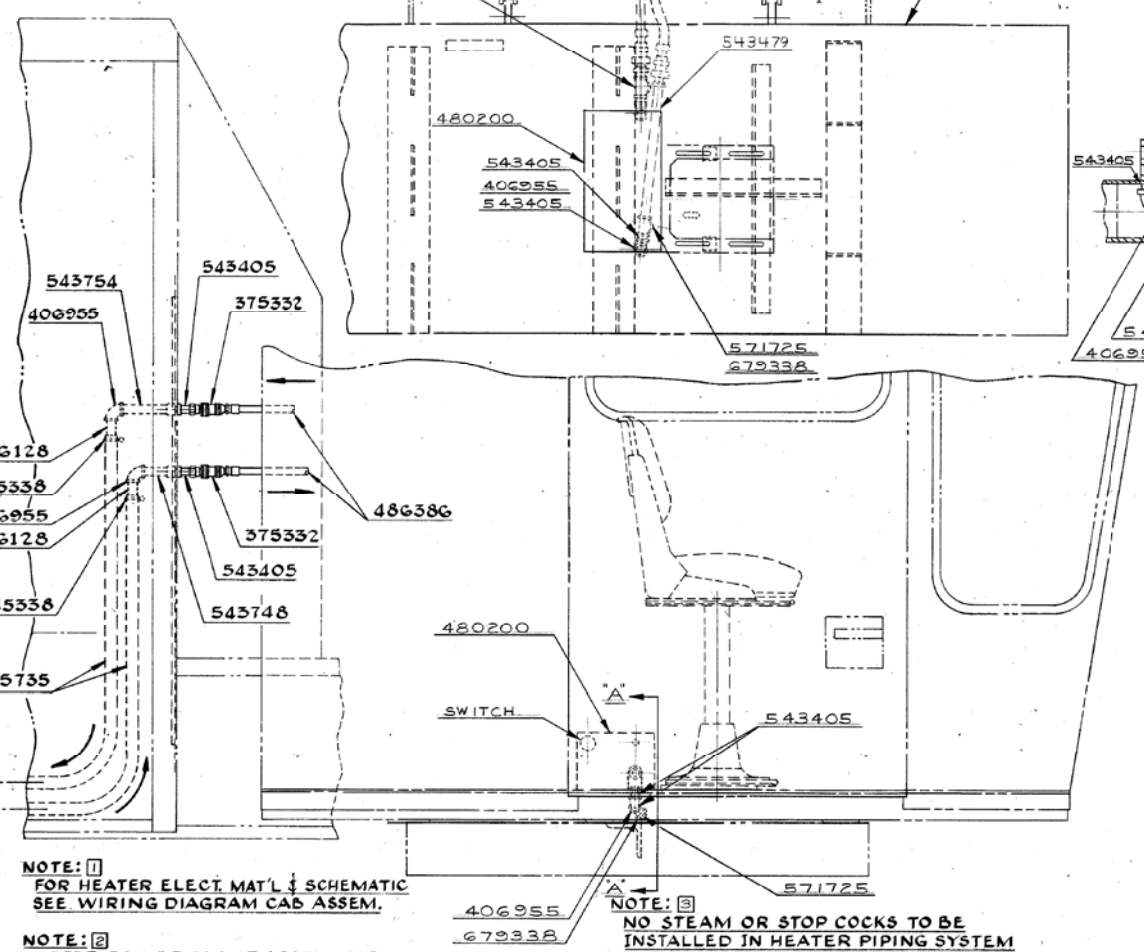 543479
480200
543405
406955
543405
543405
543405
543754
375332
406955
571725
679338
486386
375332
543405
543748
480200
"A"
SWITCH
543405
NOTE: 1
FOR HEATER ELECT. MAT'L & SCHEMATIC
SEE WIRING DIAGRAM CAB ASSEM.
"A"
571725
406955
679338
NOTE: 3
NO STEAM OR STOP COCKS TO BE
INSTALLED IN HEATER PIPING SYSTEM
NOTE: 2